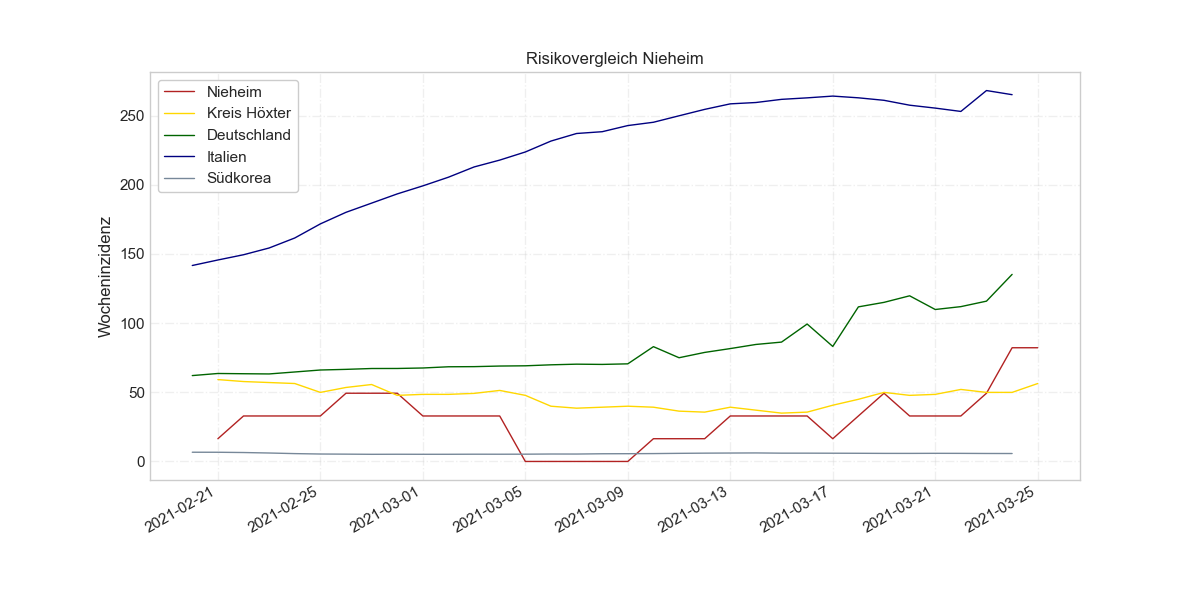 Risikovergleich Nieheim
Nieheim
Kreis Höxter
Deutschland
Italien
Südkorea
Wocheninzidenz
250
200
150
100
50
0
2021-02-21
2021-02-25
2021-03-01
2021-03-05
2021-03-09
2021-03-13
2021-03-17
2021-03-21
2021-03-25